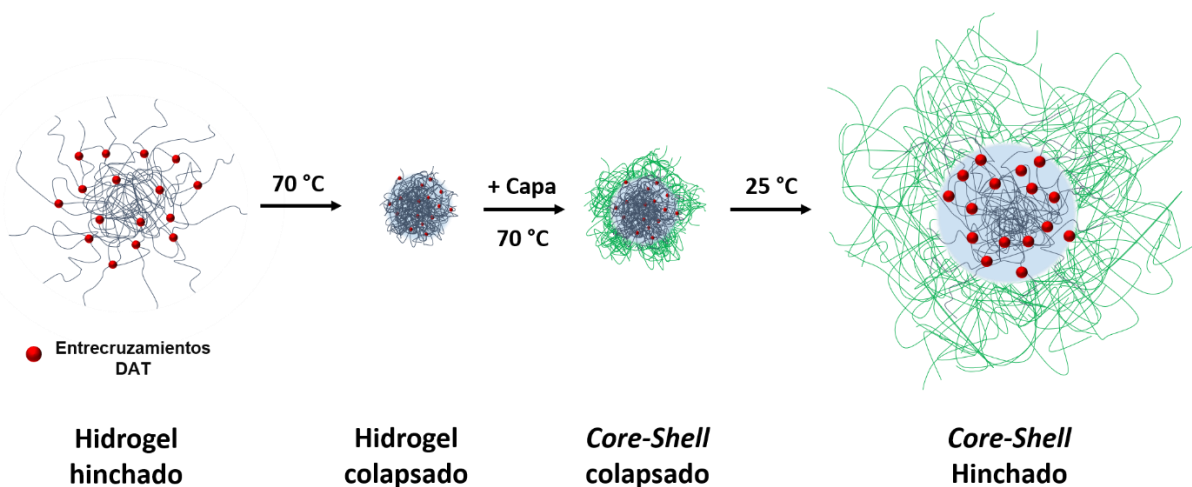 70 °C
+ Capa
70 °C
25 °C
Entrecruzamientos
DAT
Hidrogel
hinchado
Hidrogel
colapsado
Core-Shell
colapsado
Core-Shell
Hinchado